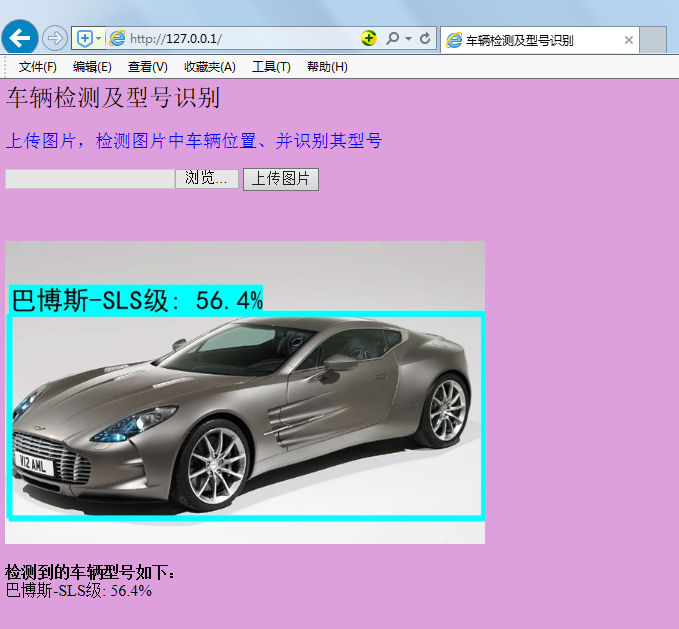 http://127.0.0.1/
车辆检测及型号识别
文件(F) 编辑(E) 查看(V) 收藏夹(A) 工具(T) 帮助(H)
车辆检测及型号识别
上传图片，检测图片中车辆位置、并识别其型号
浏览... 上传图片
巴博斯-SLS级: 56.4%
V12 AML
检测到的车辆型号如下：
巴博斯-SLS级: 56.4%